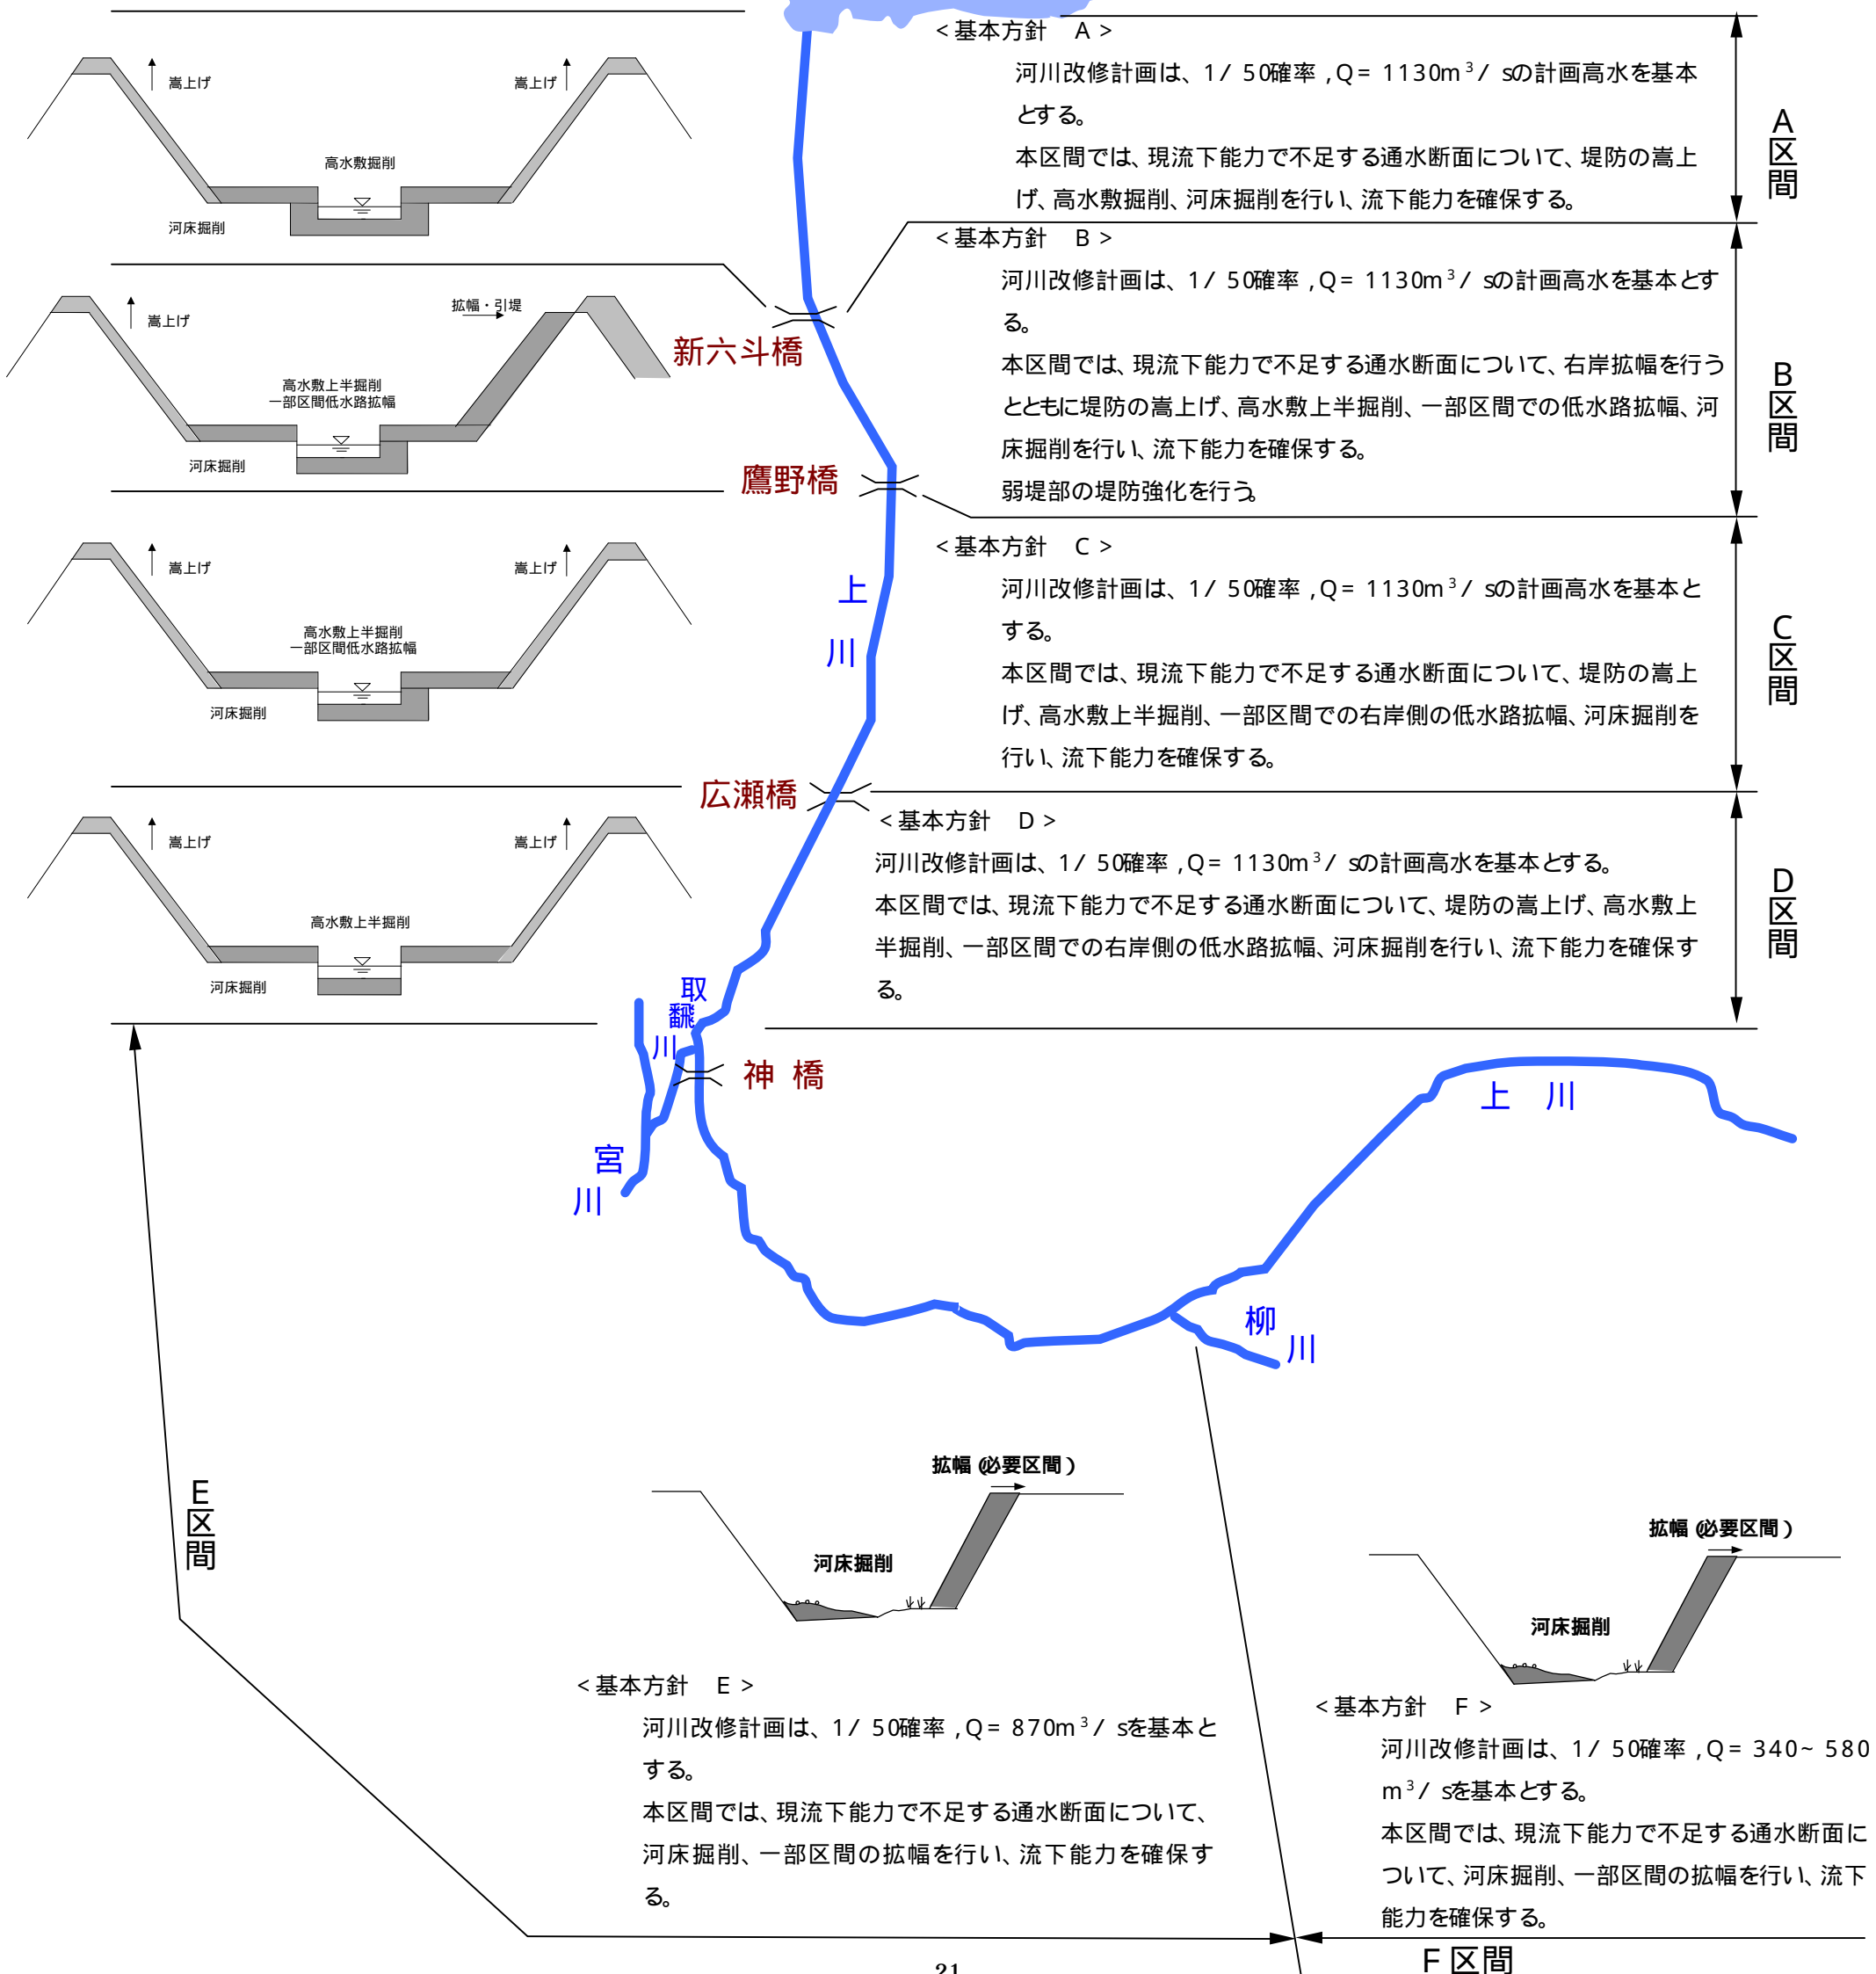 <基本方針　A>
河川改修計画は、1/ 50確率 ,Q= 1130m³/ sの計画高水を基本
とする。
本区間では、現流下能力で不足する通水断面について、堤防の嵩上
げ、高水敷掘削、河床掘削を行い、流下能力を確保する。
A区間
嵩上げ
嵩上げ
高水敷掘削
河床掘削
<基本方針　B>
河川改修計画は、1/ 50確率 ,Q= 1130m³/ sの計画高水を基本とす
る。
本区間では、現流下能力で不足する通水断面について、右岸拡幅を行う
とともに堤防の嵩上げ、高水敷上半掘削、一部区間での低水路拡幅、河
床掘削を行い、流下能力を確保する。
弱堤部の堤防強化を行う。
B区間
嵩上げ
拡幅・引堤
高水敷上半掘削
一部区間低水路拡幅
河床掘削
新六斗橋
鷹野橋
<基本方針　C>
河川改修計画は、1/ 50確率 ,Q= 1130m³/ sの計画高水を基本と
する。
本区間では、現流下能力で不足する通水断面について、堤防の嵩上
げ、高水敷上半掘削、一部区間での右岸側の低水路拡幅、河床掘削を
行い、流下能力を確保する。
C区間
嵩上げ
嵩上げ
高水敷上半掘削
一部区間低水路拡幅
河床掘削
上川
広瀬橋
<基本方針　D>
河川改修計画は、1/ 50確率 ,Q= 1130m³/ sの計画高水を基本とする。
本区間では、現流下能力で不足する通水断面について、堤防の嵩上げ、高水敷上
半掘削、一部区間での右岸側の低水路拡幅、河床掘削を行い、流下能力を確保す
る。
D区間
嵩上げ
嵩上げ
高水敷上半掘削
河床掘削
取飜川
神 橋
宮川
上　川
柳川
E区間
拡幅(必要区間)
河床掘削
<基本方針　E>
河川改修計画は、1/ 50確率 ,Q= 870m³/ sを基本と
する。
本区間では、現流下能力で不足する通水断面について、
河床掘削、一部区間の拡幅を行い、流下能力を確保す
る。
拡幅(必要区間)
河床掘削
<基本方針　F>
河川改修計画は、1/ 50確率 ,Q= 340~ 580
m³/ sを基本とする。
本区間では、現流下能力で不足する通水断面に
ついて、河床掘削、一部区間の拡幅を行い、流下
能力を確保する。
F区間
21